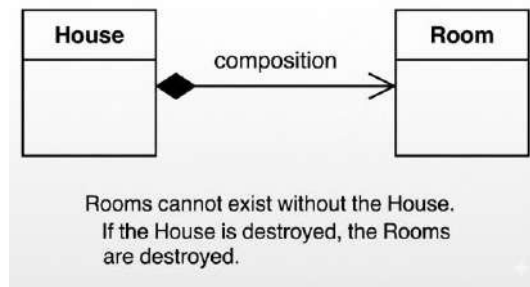 House
Room
composition
Rooms cannot exist without the House.
If the House is destroyed, the Rooms
are destroyed.